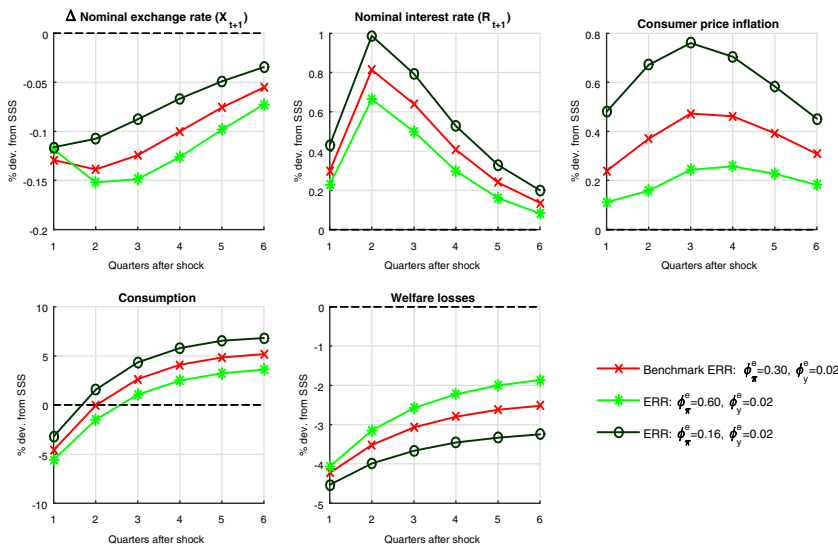 Δ Nominal exchange rate (X_{t+1})
Nominal interest rate (R_{t+1})
Consumer price inflation
% dev. from SSS
0
-0.05
-0.1
-0.15
-0.2
1 2 3 4 5 6
Quarters after shock
% dev. from SSS
1
0.8
0.6
0.4
0.2
0
1 2 3 4 5 6
Quarters after shock
% dev. from SSS
0.8
0.6
0.4
0.2
0
1 2 3 4 5 6
Quarters after shock
Consumption
% dev. from SSS
10
5
0
-5
-10
1 2 3 4 5 6
Quarters after shock
Welfare losses
% dev. from SSS
0
-1
-2
-3
-4
-5
1 2 3 4 5 6
Quarters after shock
Benchmark ERR: ϕ^e_π=0.30, ϕ^e_y=0.02
ERR: ϕ^e_π=0.60, ϕ^e_y=0.02
ERR: ϕ^e_π=0.16, ϕ^e_y=0.02